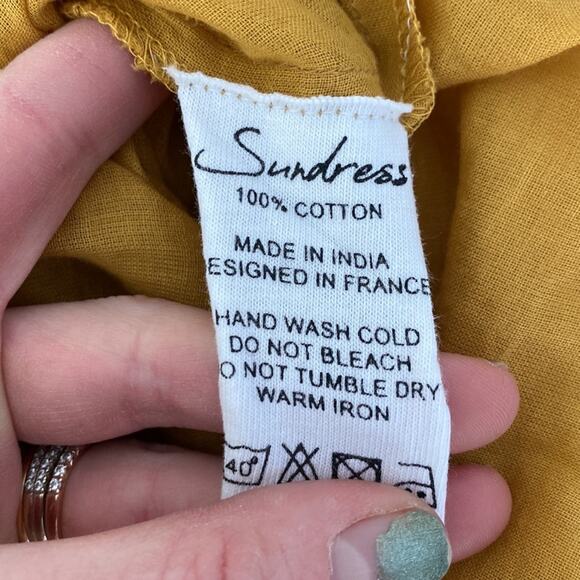 Sundress
100% COTTON
MADE IN INDIA
ESIGNED IN FRANCE
HAND WASH COLD
DO NOT BLEACH
O NOT TUMBLE DRY
WARM IRON
40°